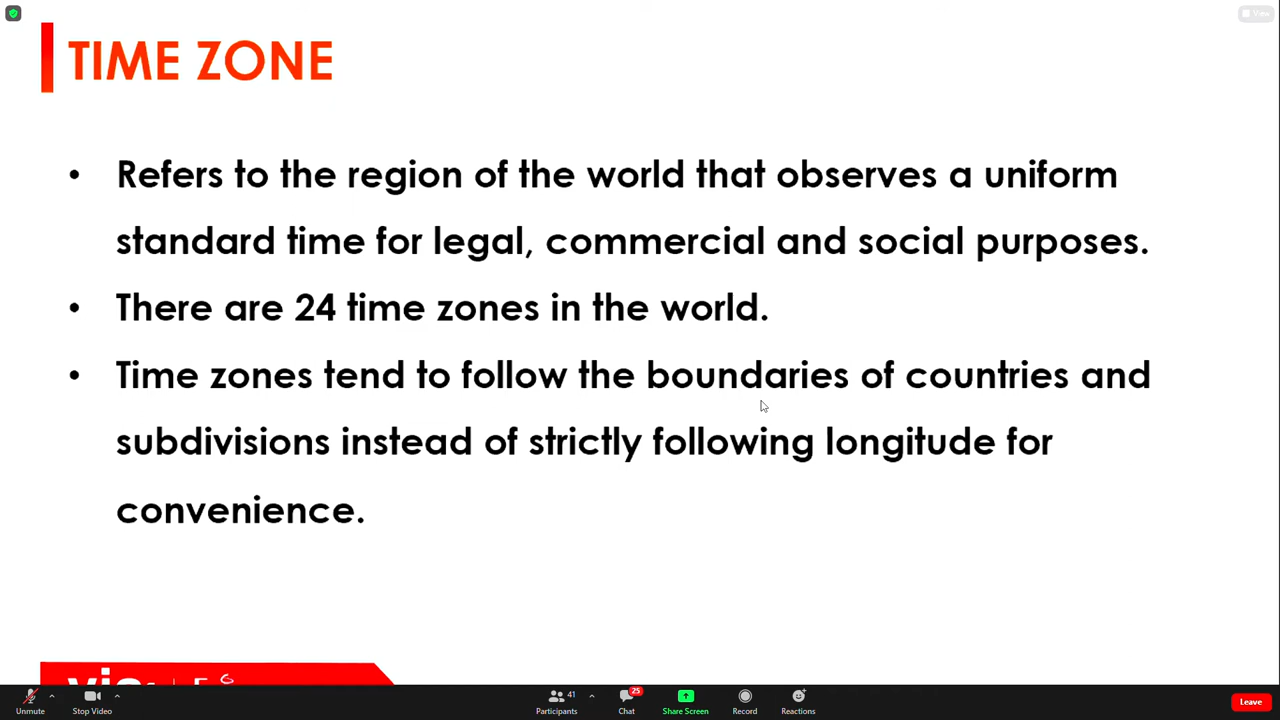 View
TIME ZONE
• Refers to the region of the world that observes a uniform
standard time for legal, commercial and social purposes.
• There are 24 time zones in the world.
• Time zones tend to follow the boundaries of countries and
subdivisions instead of strictly following longitude for
convenience.
Unmute
Stop Video
41
Participants
25
Chat
Share Screen
Record
Reactions
Leave